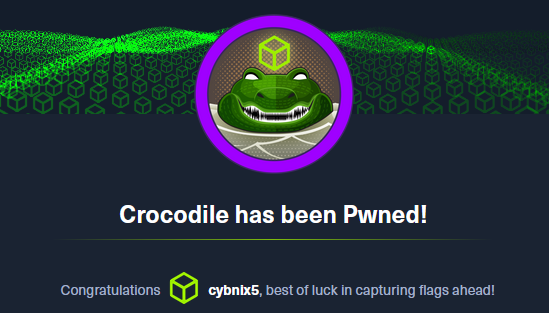 Crocodile has been Pwned!
Congratulations cybnix5, best of luck in capturing flags ahead!